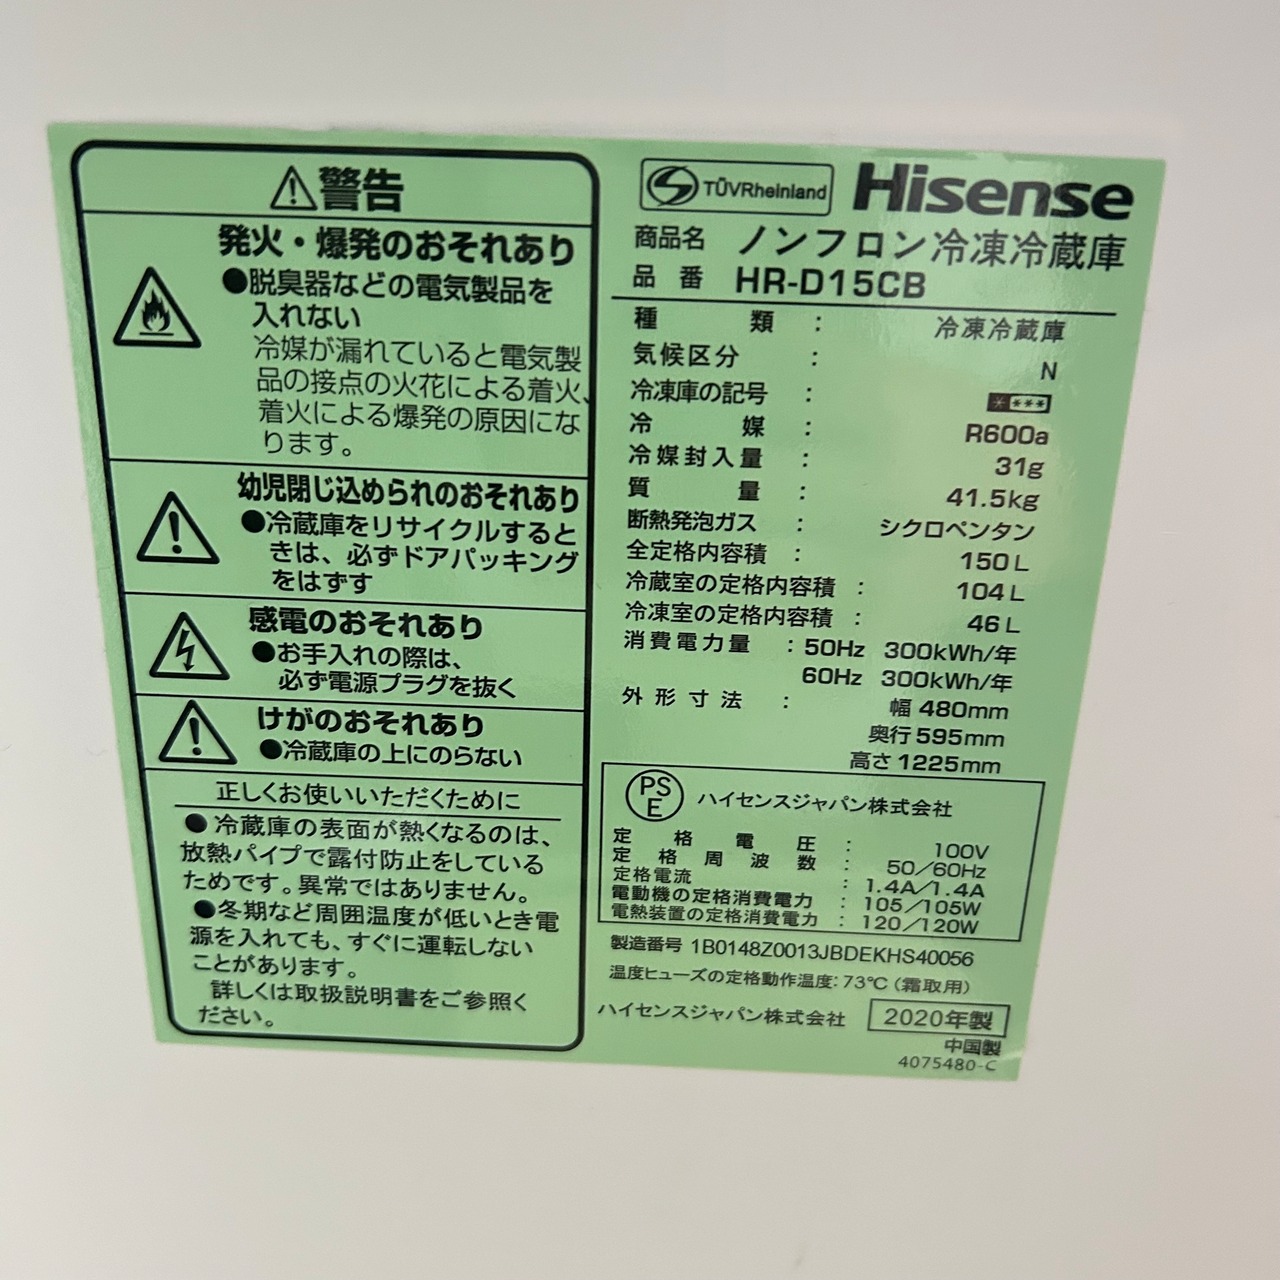 警告
発火・爆発のおそれあり
●脱臭器などの電気製品を
入れない
冷媒が漏れていると電気製
品の接点の火花による着火、
着火による爆発の原因にな
ります。
幼児閉じ込められのおそれあり
●冷蔵庫をリサイクルすると
きは、必ずドアパッキング
をはずす
感電のおそれあり
●お手入れの際は、
必ず電源プラグを抜く
けがのおそれあり
●冷蔵庫の上にのらない
正しくお使いいただくために
●冷蔵庫の表面が熱くなるのは、
放熱パイプで露付防止をしている
ためです。異常ではありません。
●冬期など周囲温度が低いとき電
源を入れても、すぐに運転しない
ことがあります。
詳しくは取扱説明書をご参照く
ださい。
TÜVRheinland Hisense
商品名 ノンフロン冷凍冷蔵庫
品番 HR-D15CB
種類 : 冷凍冷蔵庫
気候区分 : N
冷凍庫の記号 : * ***
冷媒 : R600a
冷媒封入量 : 31g
質量 : 41.5kg
断熱発泡ガス : シクロペンタン
全定格内容積 : 150L
冷蔵室の定格内容積 : 104L
冷凍室の定格内容積 : 46L
消費電力量 : 50Hz 300kWh/年
60Hz 300kWh/年
外形寸法 : 幅 480mm
奥行 595mm
高さ 1225mm
PS
E ハイセンスジャパン株式会社
定格電圧 : 100V
定格周波数 : 50/60Hz
定格電流 : 1.4A/1.4A
電動機の定格消費電力 : 105/105W
電熱装置の定格消費電力 : 120/120W
製造番号 1B0148Z0013JBDEKHS40056
温度ヒューズの定格動作温度: 73℃ (霜取用)
ハイセンスジャパン株式会社 2020年製
中国製
4075480-C